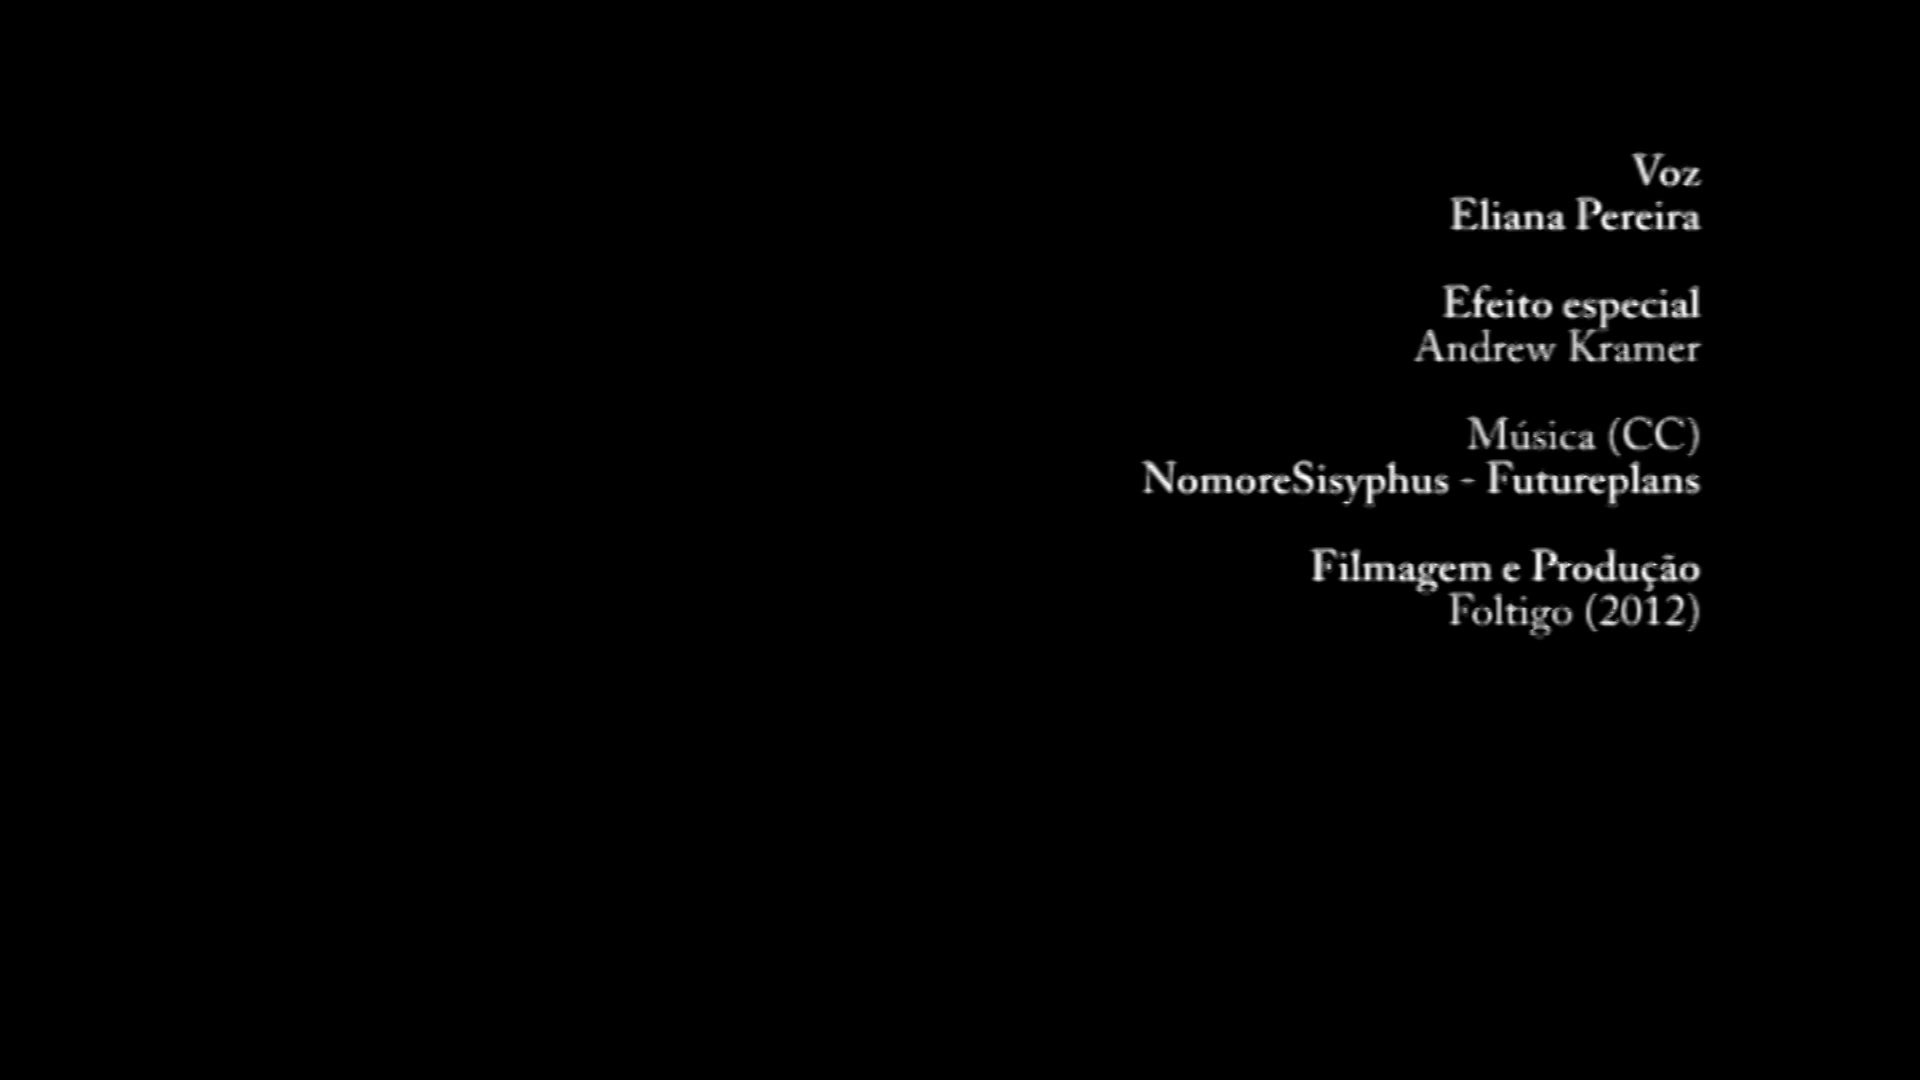 Voz
Eliana Pereira
Efeito especial
Andrew Kramer
Música (CC)
NomoreSisyphus - Futureplans
Filmagem e Produção
Foltigo (2012)